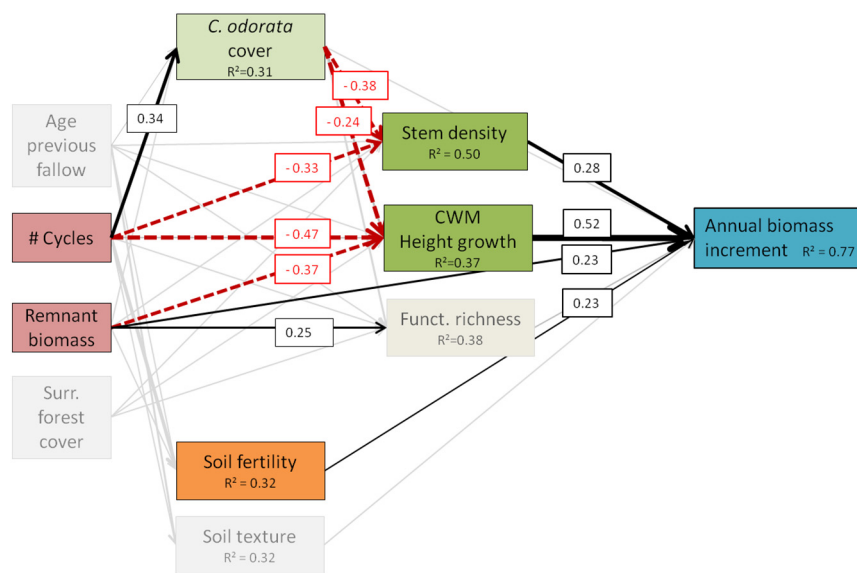 C. odorata
cover
R²=0.31
- 0.38
0.34
- 0.24
Age
previous
fallow
Stem density
R² = 0.50
- 0.33
0.28
# Cycles
- 0.47
CWM
Height growth
R²=0.37
0.52
Annual biomass
increment R² = 0.77
- 0.37
0.23
Remnant
biomass
0.25
Funct. richness
R²=0.38
0.23
Surr.
forest
cover
Soil fertility
R² = 0.32
Soil texture
R² = 0.32